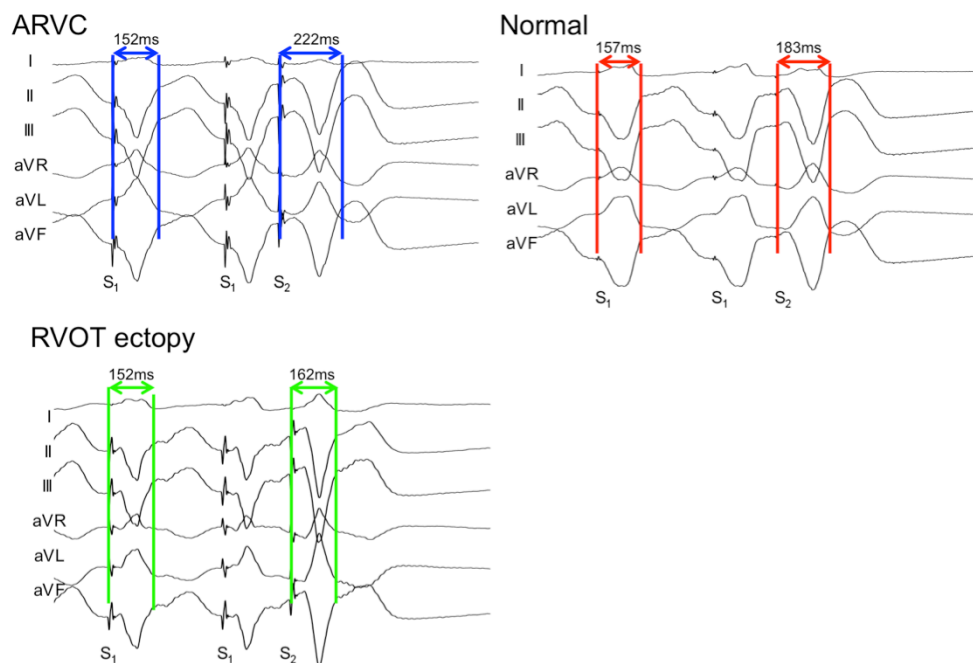 ARVC
152ms 222ms
I
II
III
aVR
aVL
aVF
S1 S1 S2
Normal
157ms 183ms
I
II
III
aVR
aVL
aVF
S1 S1 S2
RVOT ectopy
152ms 162ms
I
II
III
aVR
aVL
aVF
S1 S1 S2